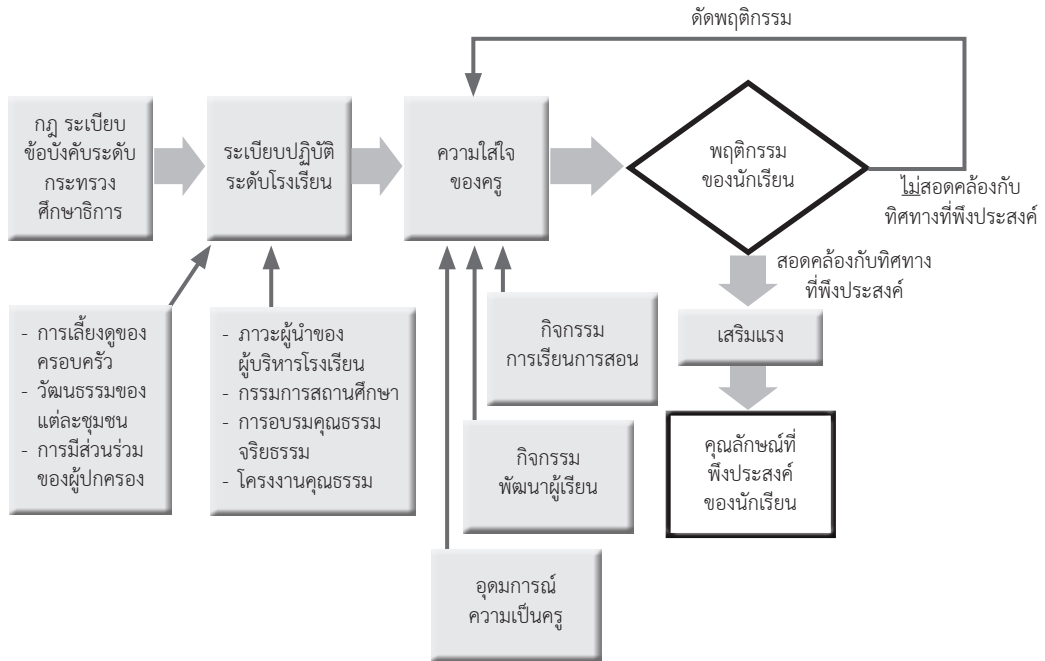 ดัดพฤติกรรม
กฎ ระเบียบ
ข้อบังคับระดับ
กระทรวง
ศึกษาธิการ
ระเบียบปฏิบัติ
ระดับโรงเรียน
ความใส่ใจ
ของครู
พฤติกรรม
ของนักเรียน
ไม่สอดคล้องกับ
ทิศทางที่พึงประสงค์
สอดคล้องกับทิศทาง
ที่พึงประสงค์
- การเลี้ยงดูของ
ครอบครัว
- วัฒนธรรมของ
แต่ละชุมชน
- การมีส่วนร่วม
ของผู้ปกครอง
- ภาวะผู้นำของ
ผู้บริหารโรงเรียน
- กรรมการสถานศึกษา
- การอบรมคุณธรรม
จริยธรรม
- โครงงานคุณธรรม
กิจกรรม
การเรียนการสอน
เสริมแรง
กิจกรรม
พัฒนาผู้เรียน
คุณลักษณ์ที่
พึงประสงค์
ของนักเรียน
อุดมการณ์
ความเป็นครู